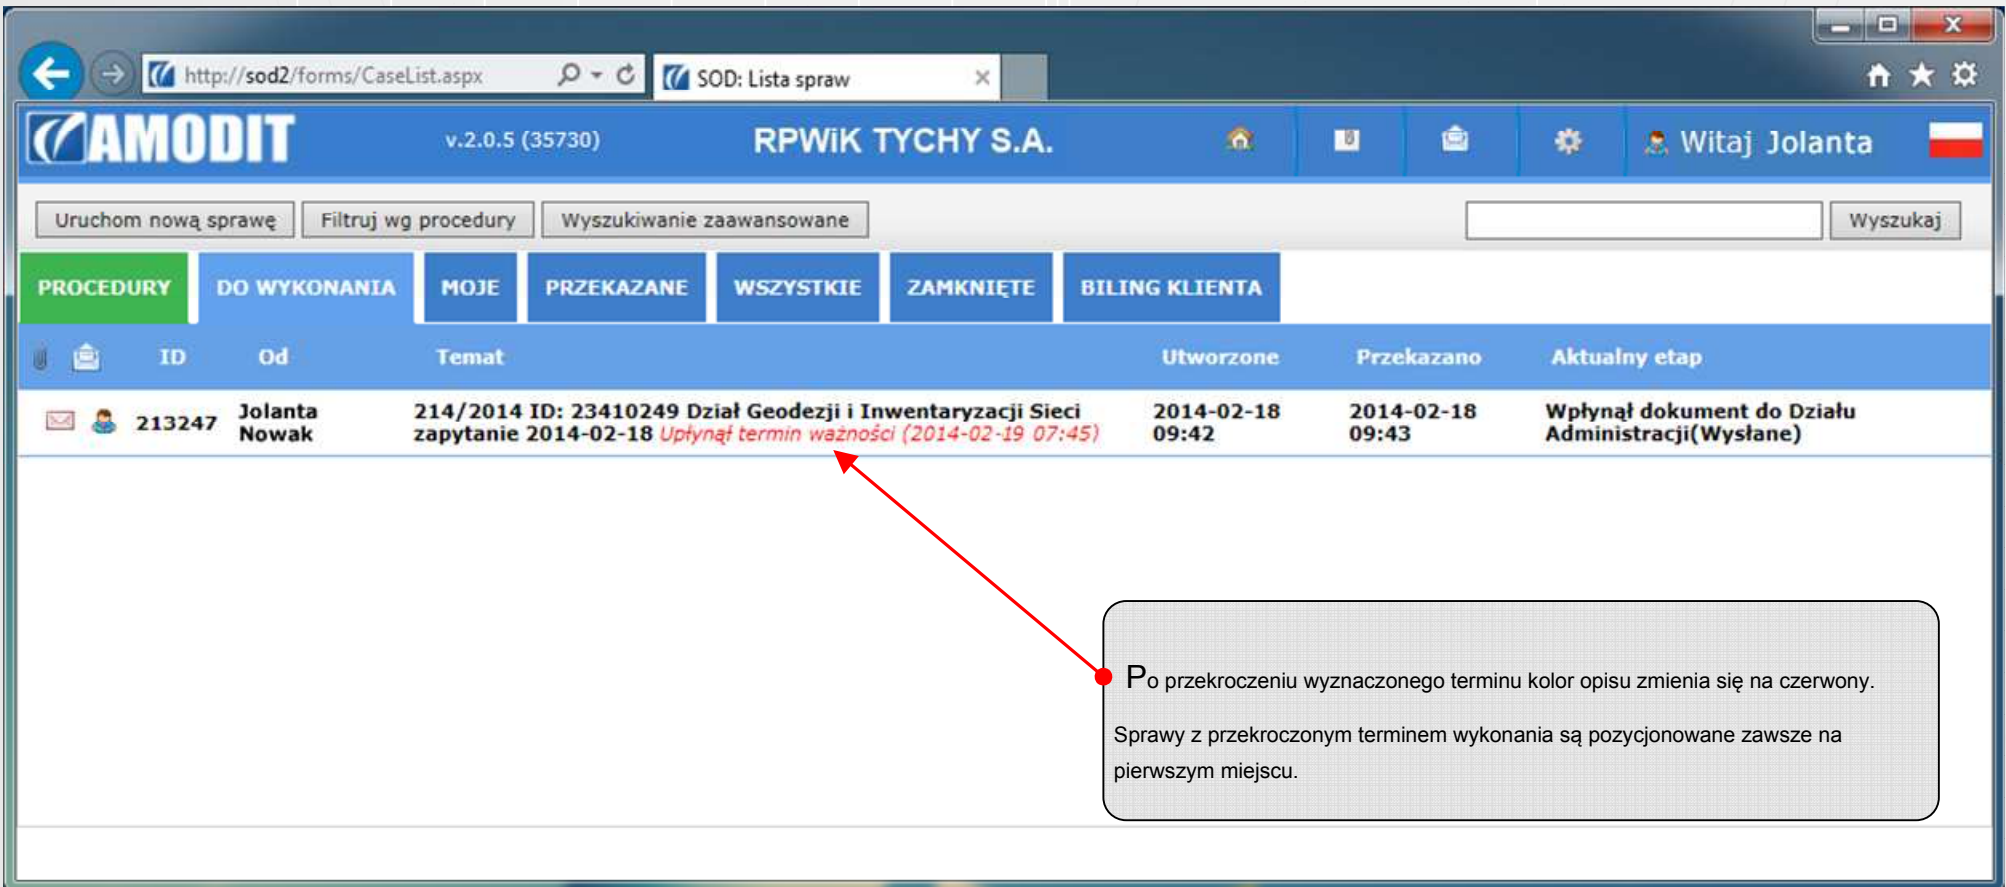 http://sod2/forms/CaseList.aspx
SOD: Lista spraw
AMODIT
v.2.0.5 (35730)
RPWiK TYCHY S.A.
Witaj Jolanta
Uruchom nową sprawę
Filtruj wg procedury
Wyszukiwanie zaawansowane
Wyszukaj
PROCEDURY
DO WYKONANIA
MOJE
PRZEKAZANE
WSZYSTKIE
ZAMKNIĘTE
BILING KLIENTA
ID
Od
Temat
Utworzone
Przekazano
Aktualny etap
213247
Jolanta
Nowak
214/2014 ID: 23410249 Dział Geodezji i Inwentaryzacji Sieci
zapytanie 2014-02-18 Upłynął termin ważności (2014-02-19 07:45)
2014-02-18
09:42
2014-02-18
09:43
Wpłynął dokument do Działu
Administracji(Wysłane)
Po przekroczeniu wyznaczonego terminu kolor opisu zmienia się na czerwony.
Sprawy z przekroczonym terminem wykonania są pozycjonowane zawsze na
pierwszym miejscu.